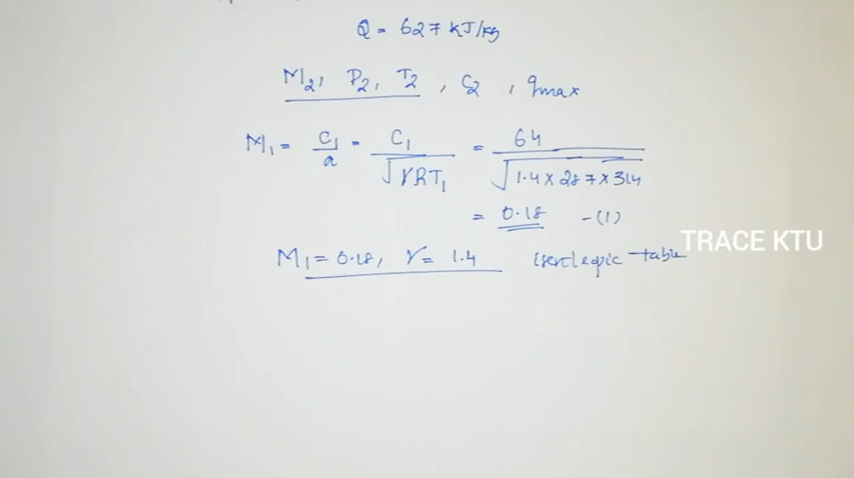 Q = 627 KJ/kg
M2, P2, T2, C2, qmax
M1 = C1/a = C1/√γRT1 = 64/√1.4×287×314
= 0.18 -(1)
TRACE KTU
M1 = 0.18, γ = 1.4 isentropic table